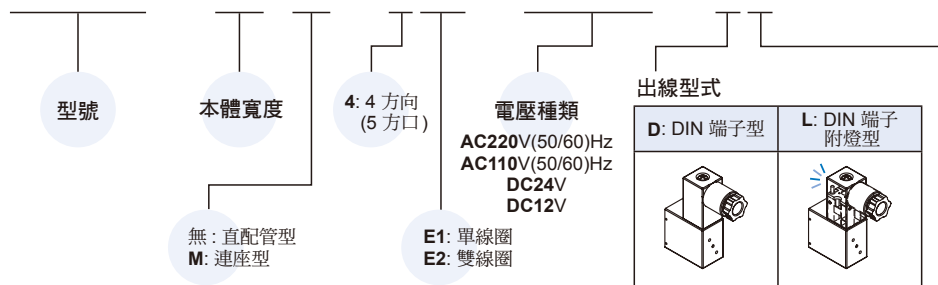 型號
本體寬度
無 : 直配管型
M: 連座型
4: 4 方向
(5 方口)
E1: 單線圈
E2: 雙線圈
電壓種類
AC220V(50/60)Hz
AC110V(50/60)Hz
DC24V
DC12V
出線型式
D: DIN 端子型
L: DIN 端子
附燈型